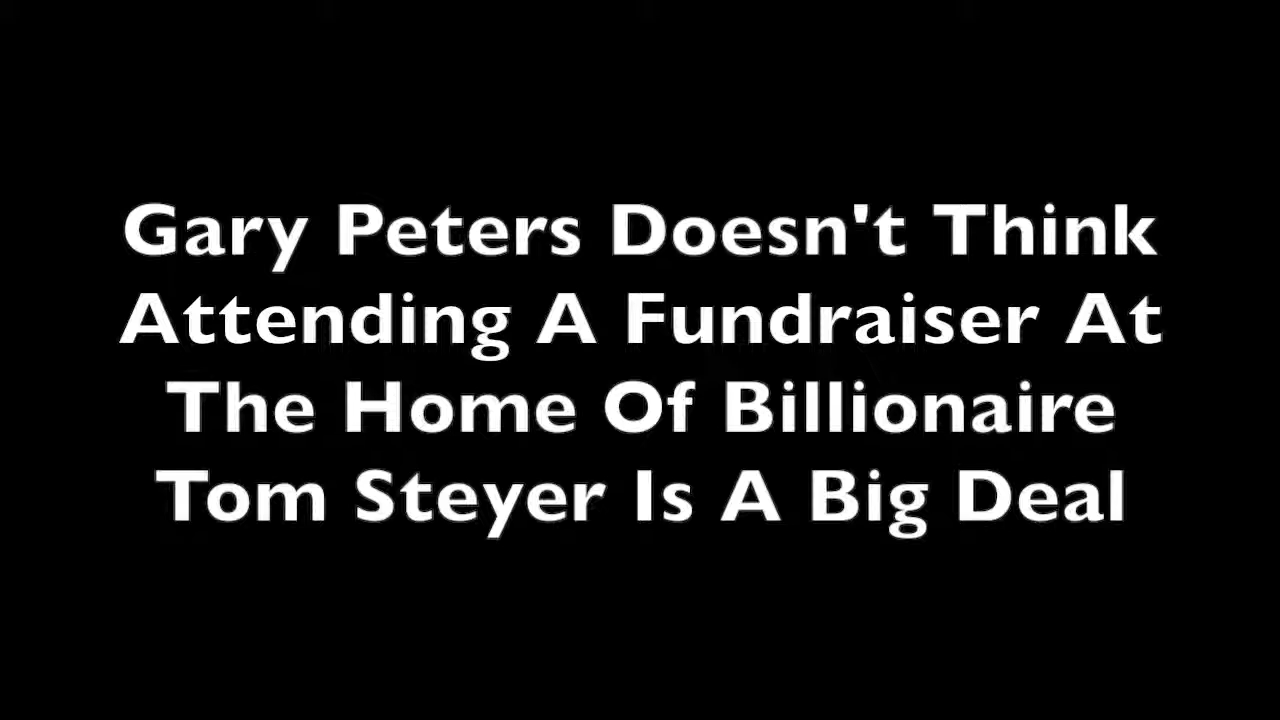 Gary Peters Doesn't Think
Attending A Fundraiser At
The Home Of Billionaire
Tom Steyer Is A Big Deal